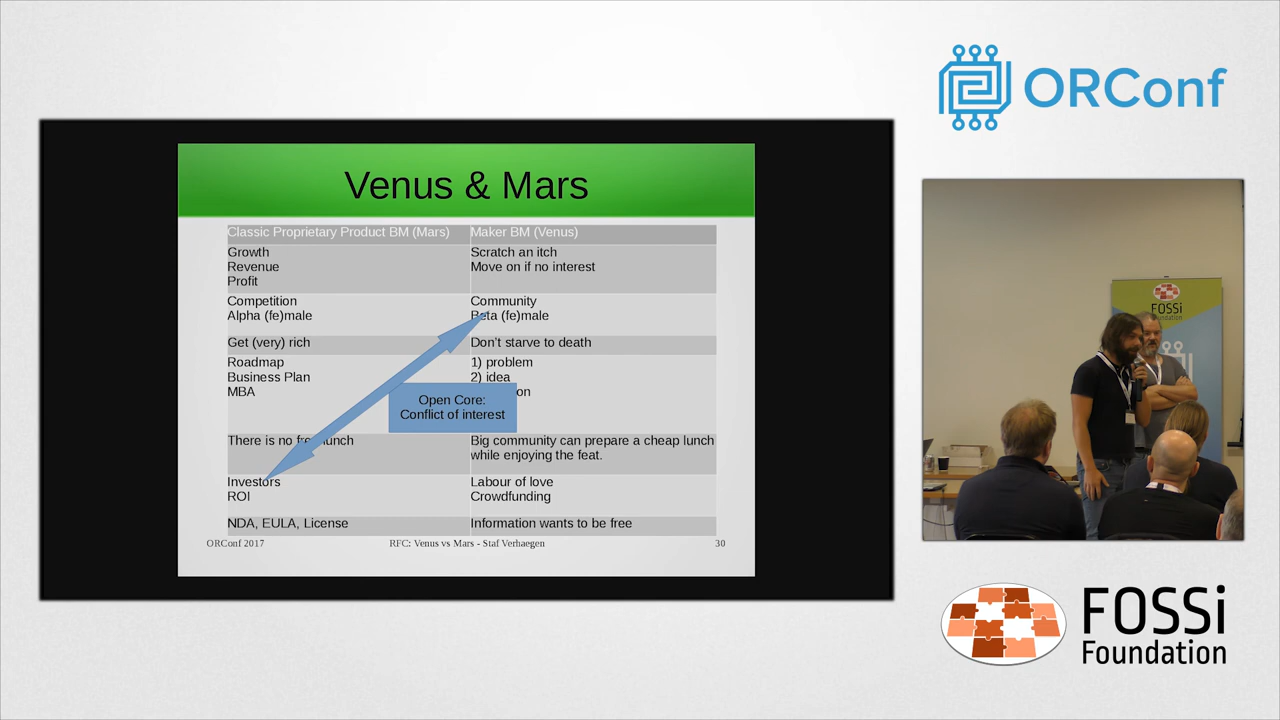 ORConf
Venus & Mars
Classic Proprietary Product BM (Mars)
Maker BM (Venus)
Growth
Revenue
Profit
Scratch an itch
Move on if no interest
Competition
Alpha (fe)male
Community
Beta (fe)male
Get (very) rich
Don't starve to death
Roadmap
Business Plan
MBA
1) problem
2) idea
on
Open Core:
Conflict of interest
There is no free lunch
Big community can prepare a cheap lunch
while enjoying the feat.
Investors
ROI
Labour of love
Crowdfunding
NDA, EULA, License
Information wants to be free
ORConf 2017
RFC: Venus vs Mars - Staf Verhaegen
30
FOSSi
Foundation
FOSSi
Foundation